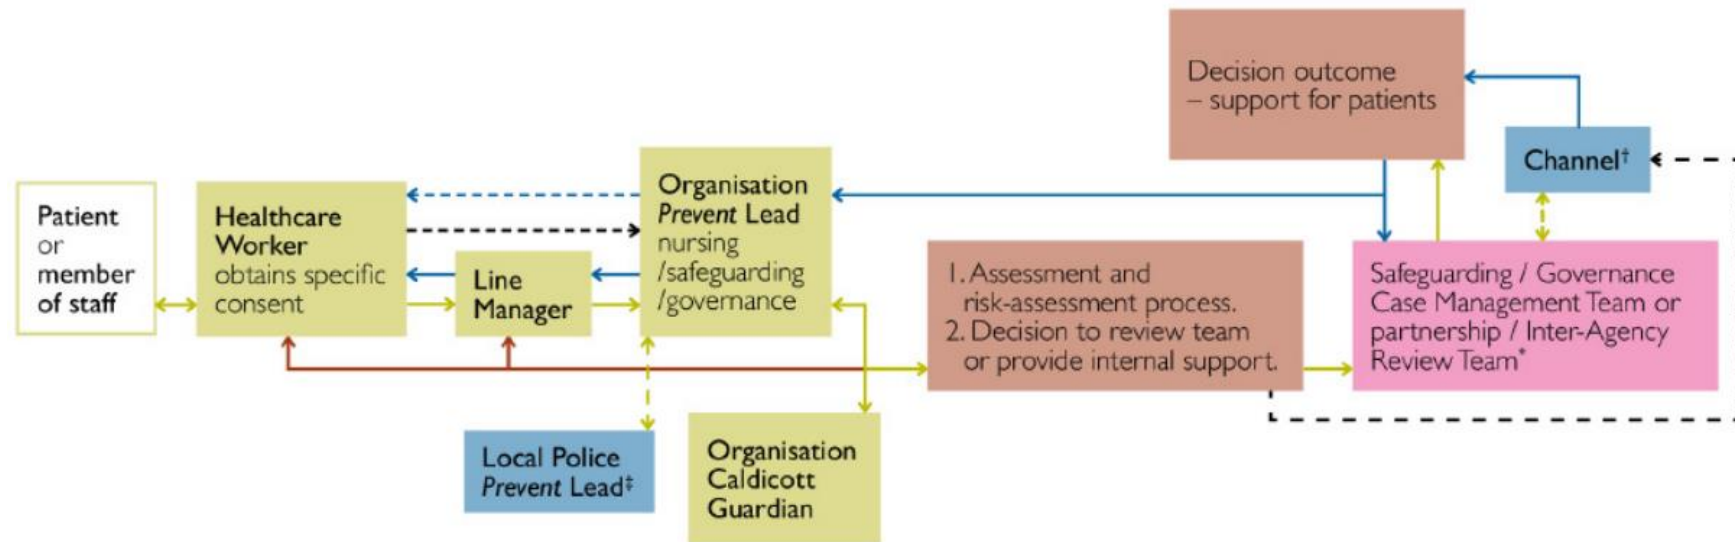 Patient
or
member
of staff
Healthcare
Worker
obtains specific
consent
Line
Manager
Organisation
Prevent Lead
nursing
/safeguarding
/governance
Local Police
Prevent Lead‡
Organisation
Caldicott
Guardian
1. Assessment and
risk-assessment process.
2. Decision to review team
or provide internal support.
Decision outcome
– support for patients
Channel†
Safeguarding / Governance
Case Management Team or
partnership / Inter-Agency
Review Team*